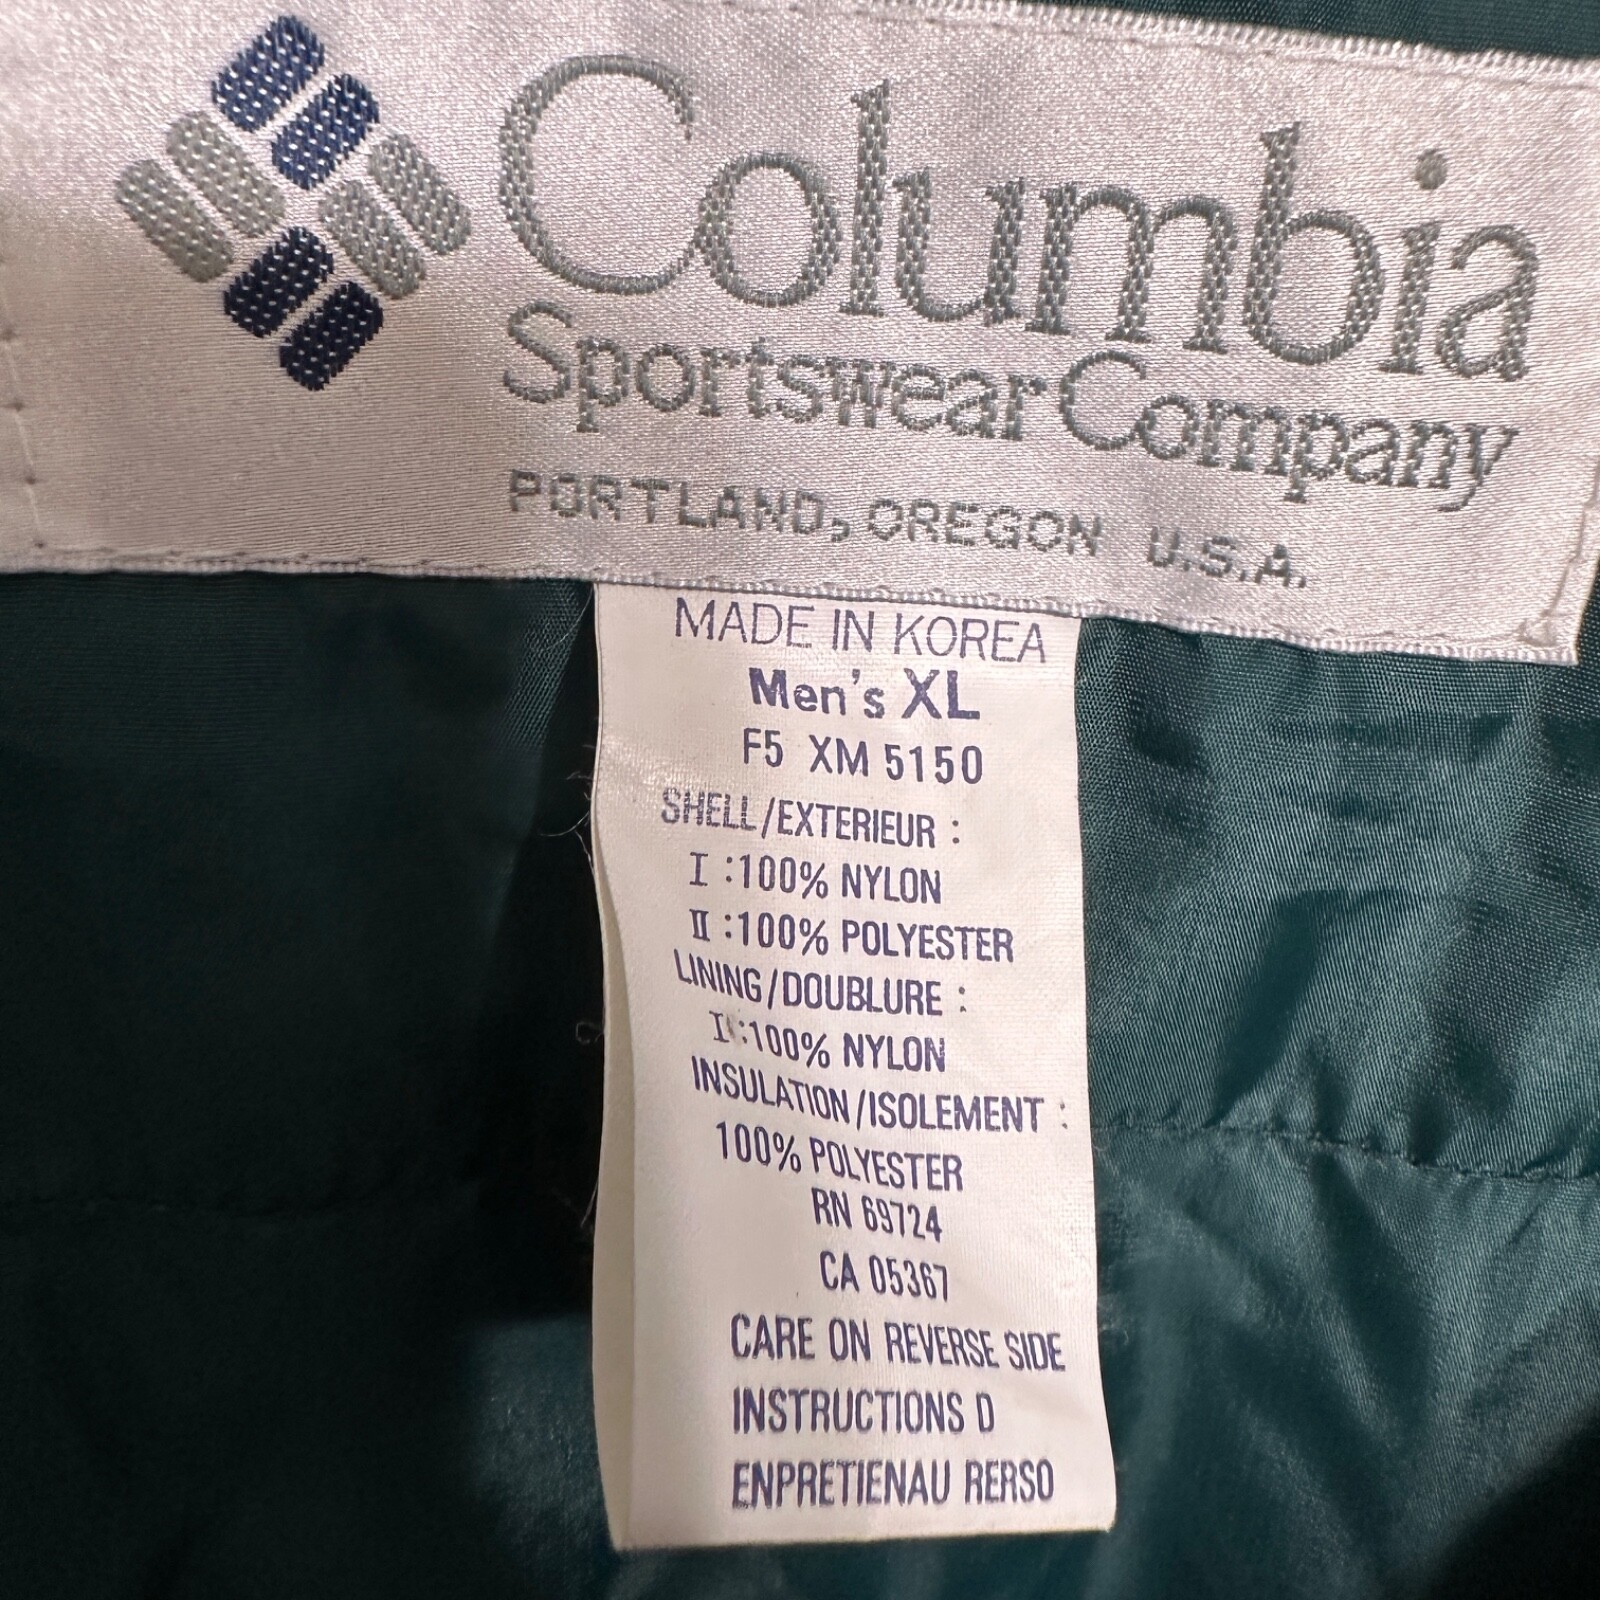 Columbia
Sportswear Company
PORTLAND, OREGON U.S.A.
MADE IN KOREA
Men's XL
F5 XM 5150
SHELL/EXTERIEUR :
I :100% NYLON
II :100% POLYESTER
LINING/DOUBLURE :
I :100% NYLON
INSULATION/ISOLEMENT :
100% POLYESTER
RN 69724
CA 05367
CARE ON REVERSE SIDE
INSTRUCTIONS D
ENPRETIENAU RERSO